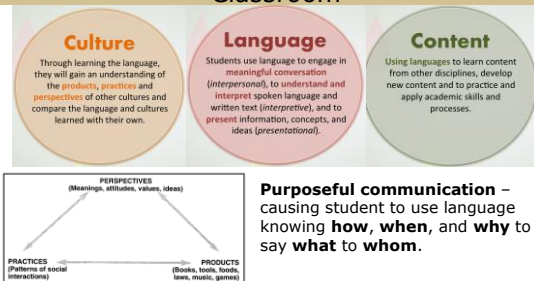 Classroom
Culture
Through learning the language,
they will gain an understanding of
the products, practices and
perspectives of other cultures and
compare the language and cultures
learned with their own.
Language
Students use language to engage in
meaningful conversation
(interpersonal), to understand and
interpret spoken language and
written text (interpretive), and to
present information, concepts, and
ideas (presentational).
Content
Using languages to learn content
from other disciplines, develop
new content and to practice and
apply academic skills and
processes.
PERSPECTIVES
(Meanings, attitudes, values, ideas)
PRACTICES
(Patterns of social
interactions)
PRODUCTS
(Books, tools, foods,
laws, music, games)
Purposeful communication –
causing student to use language
knowing how, when, and why to
say what to whom.